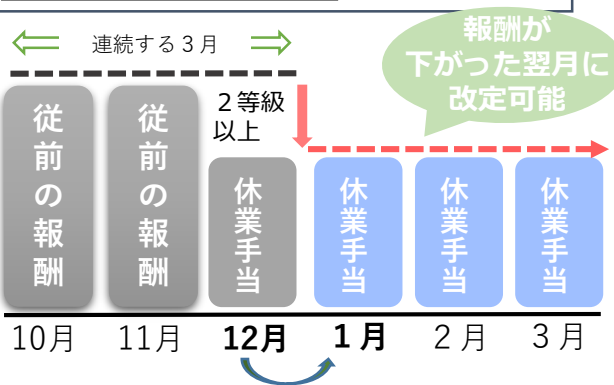 連続する３月
報酬が
下がった翌月に
改定可能
２等級
以上
従前の報酬
従前の報酬
休業手当
休業手当
休業手当
休業手当
10月
11月
12月
１月
２月
３月